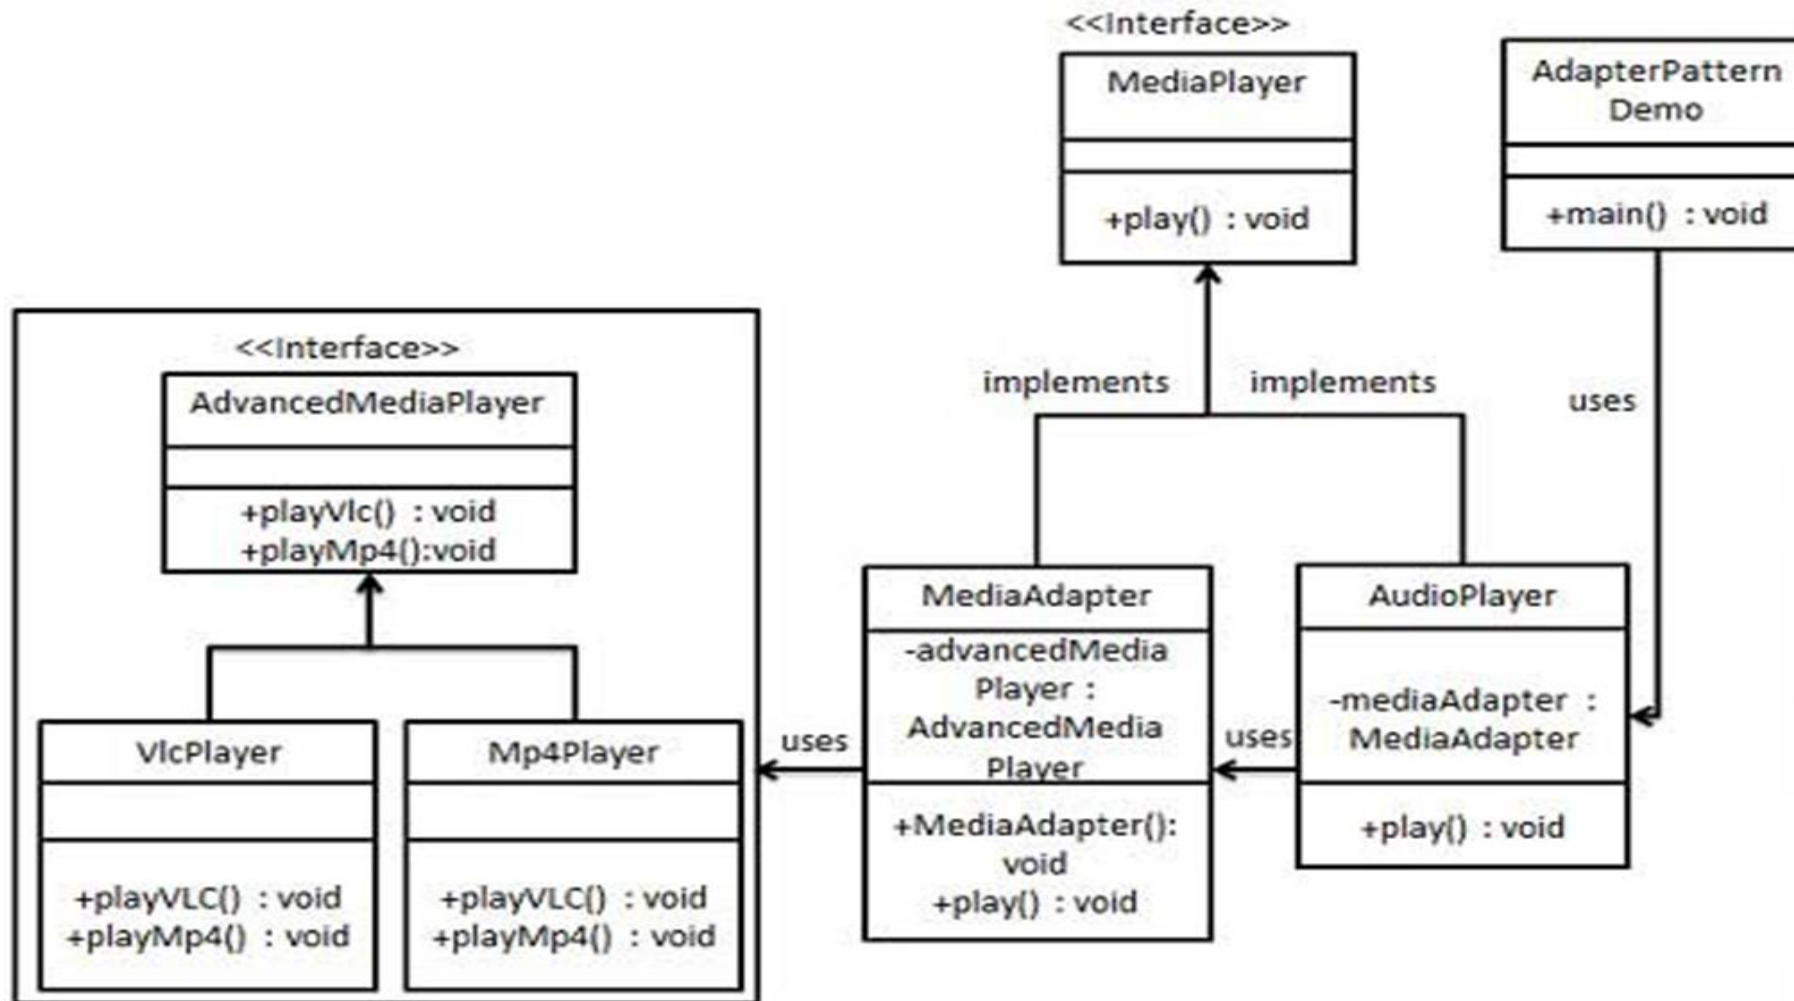 <<Interface>>
MediaPlayer
+play() : void
AdapterPattern
Demo
+main() : void
implements
implements
uses
<<Interface>>
AdvancedMediaPlayer
+playVlc() : void
+playMp4():void
VlcPlayer
+playVLC() : void
+playMp4() : void
Mp4Player
+playVLC() : void
+playMp4() : void
uses
MediaAdapter
-advancedMedia
Player :
AdvancedMedia
Player
+MediaAdapter():
void
+play() : void
uses
AudioPlayer
-mediaAdapter :
MediaAdapter
+play() : void